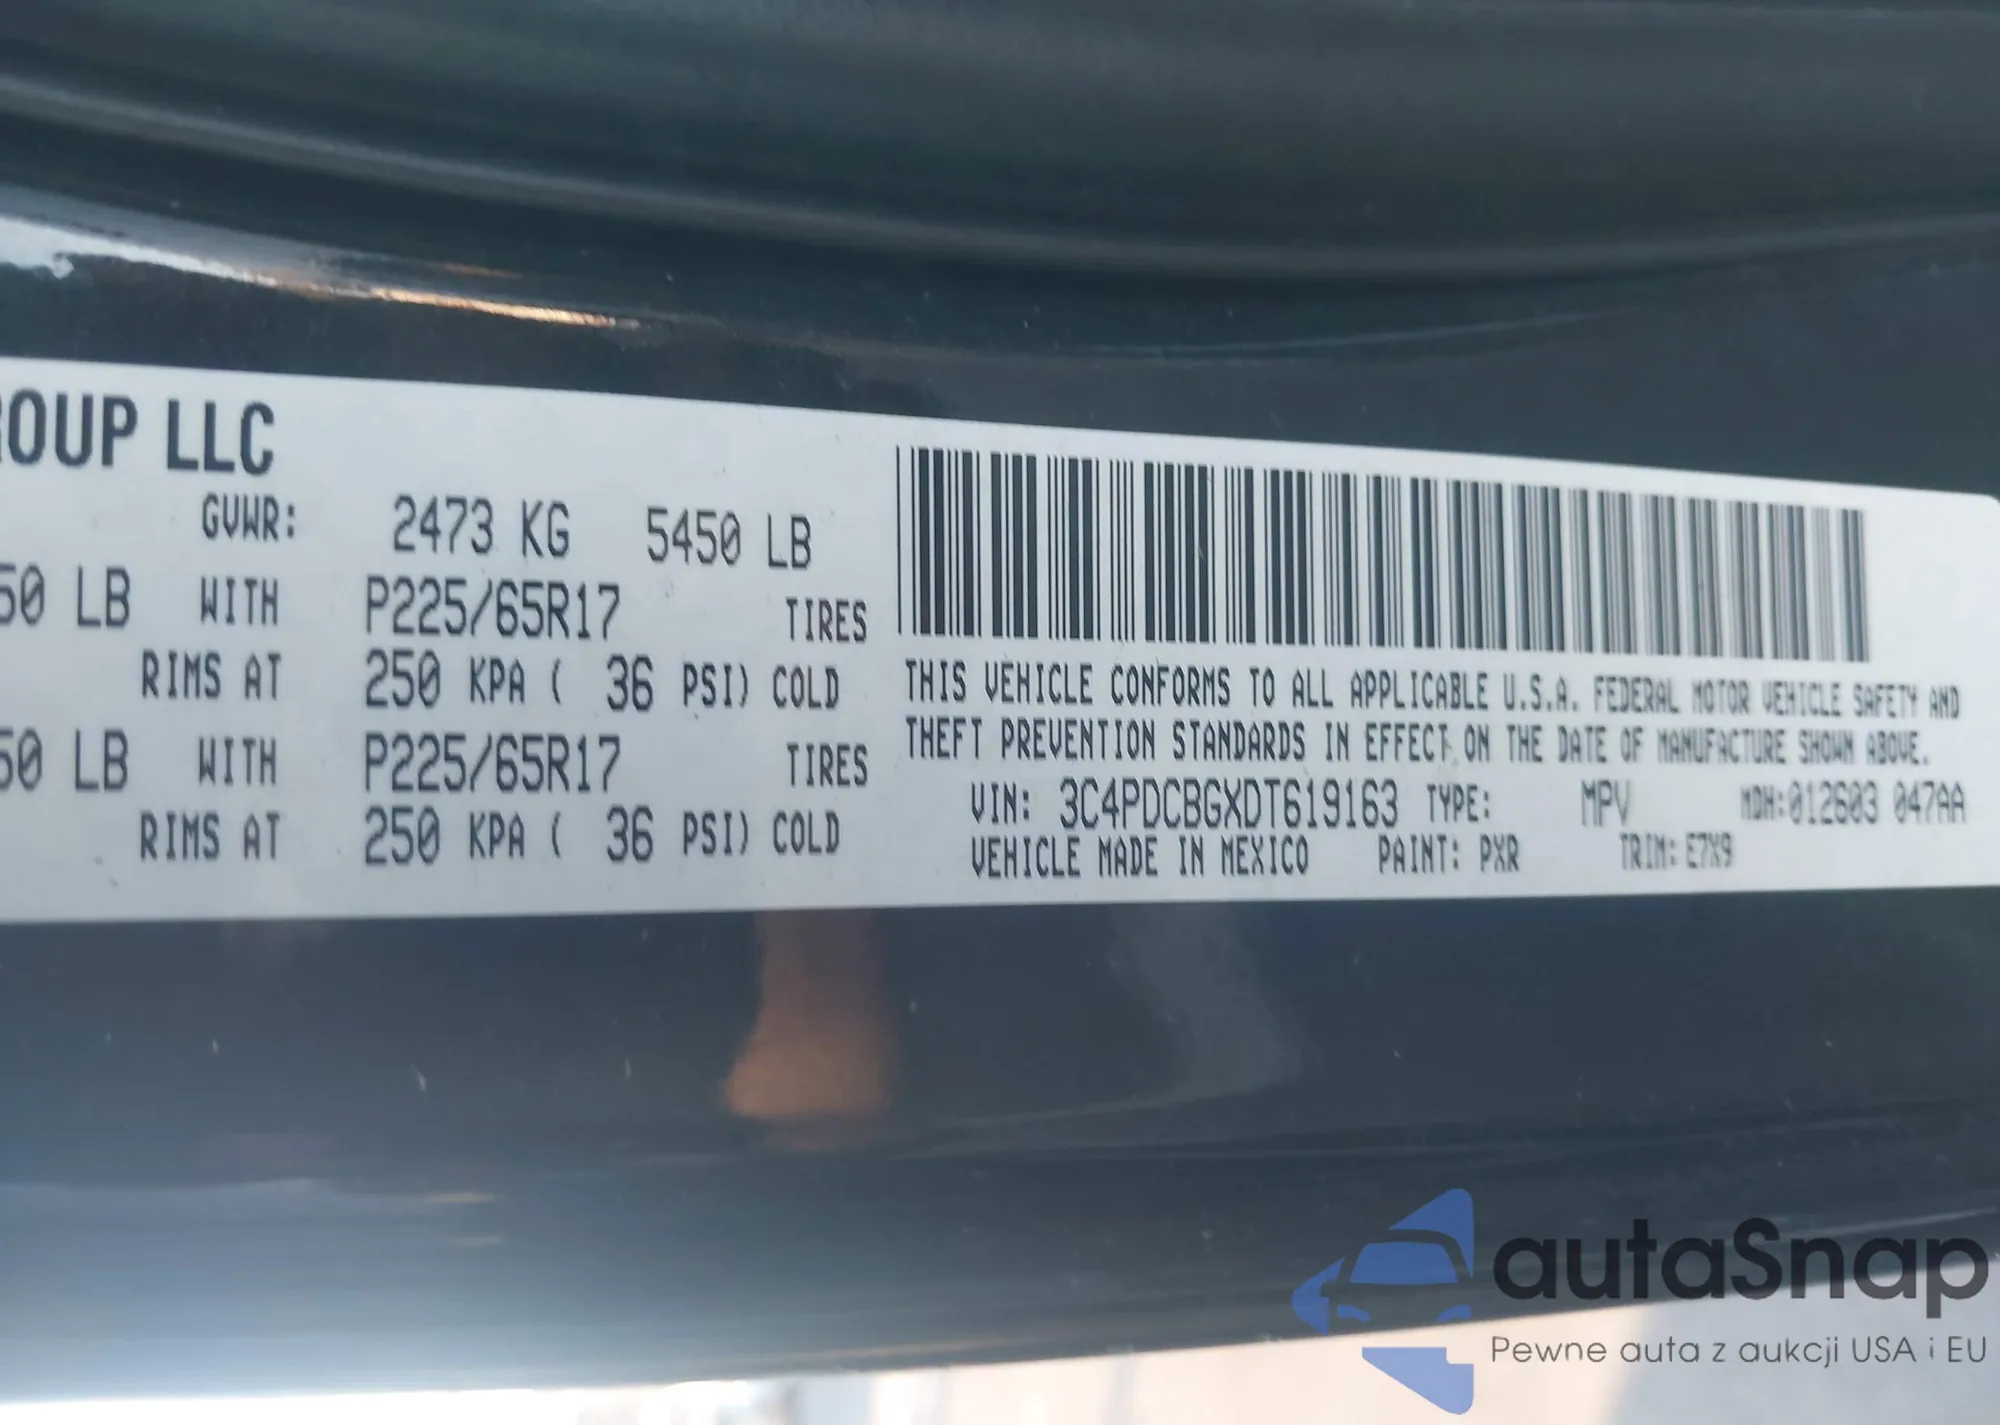 ROUP LLC
GVWR: 2473 KG 5450 LB
50 LB WITH P225/65R17 TIRES
RIMS AT 250 KPA ( 36 PSI) COLD
50 LB WITH P225/65R17 TIRES
RIMS AT 250 KPA ( 36 PSI) COLD
THIS VEHICLE CONFORMS TO ALL APPLICABLE U.S.A. FEDERAL MOTOR VEHICLE SAFETY AND
THEFT PREVENTION STANDARDS IN EFFECT ON THE DATE OF MANUFACTURE SHOWN ABOVE.
VIN: 3C4PDCBGXDT619163 TYPE: MPV MDH:012603 047AA
VEHICLE MADE IN MEXICO PAINT: PXR TRIM: E7X9
autaSnap
Pewne auta z aukcji USA i EU